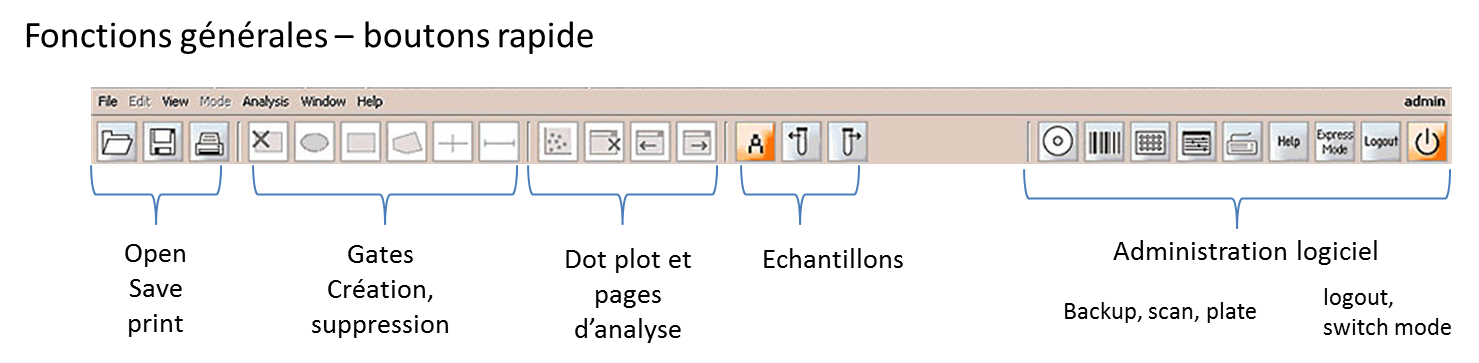 Fonctions générales – boutons rapide
File Edit View Mode Analysis Window Help admin
A Help Express Mode Logout
Open
Save
print
Gates
Création,
suppression
Dot plot et
pages
d’analyse
Echantillons
Administration logiciel
Backup, scan, plate
logout,
switch mode